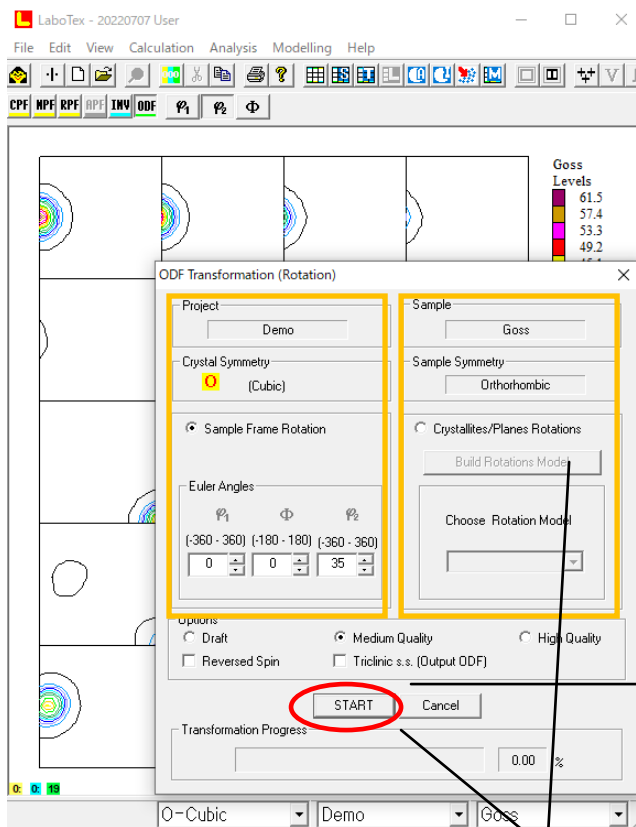 LaboTex - 20220707 User
File Edit View Calculation Analysis Modelling Help
CPF NPF RPF APF INV ODF φ1 φ2 Φ
Goss
Levels
61.5
57.4
53.3
49.2
ODF Transformation (Rotation)
Project
Demo
Sample
Goss
Crystal Symmetry
O (Cubic)
Sample Symmetry
Orthorhombic
Sample Frame Rotation
Crystallites/Planes Rotations
Build Rotations Model
Euler Angles
φ1 Φ φ2
(-360 - 360) (-180 - 180) (-360 - 360)
0 0 35
Choose Rotation Model
Options
Draft Medium Quality High Quality
Reversed Spin Triclinic s.s. (Output ODF)
START Cancel
Transformation Progress
0.00 %
0: 0: 19
O-Cubic Demo Goss